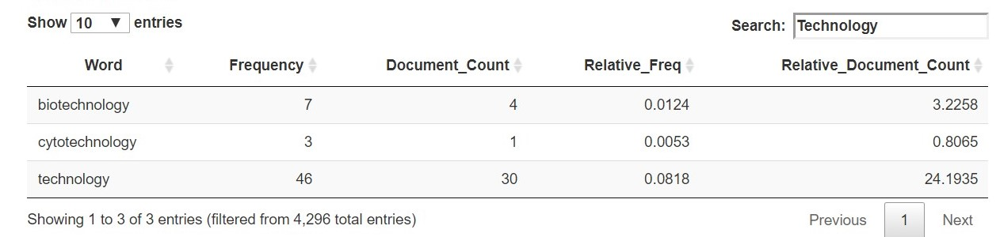 Show 10 entries Search: Technology
Word Frequency Document_Count Relative_Freq Relative_Document_Count
biotechnology 7 4 0.0124 3.2258
cytotechnology 3 1 0.0053 0.8065
technology 46 30 0.0818 24.1935
Showing 1 to 3 of 3 entries (filtered from 4,296 total entries) Previous 1 Next